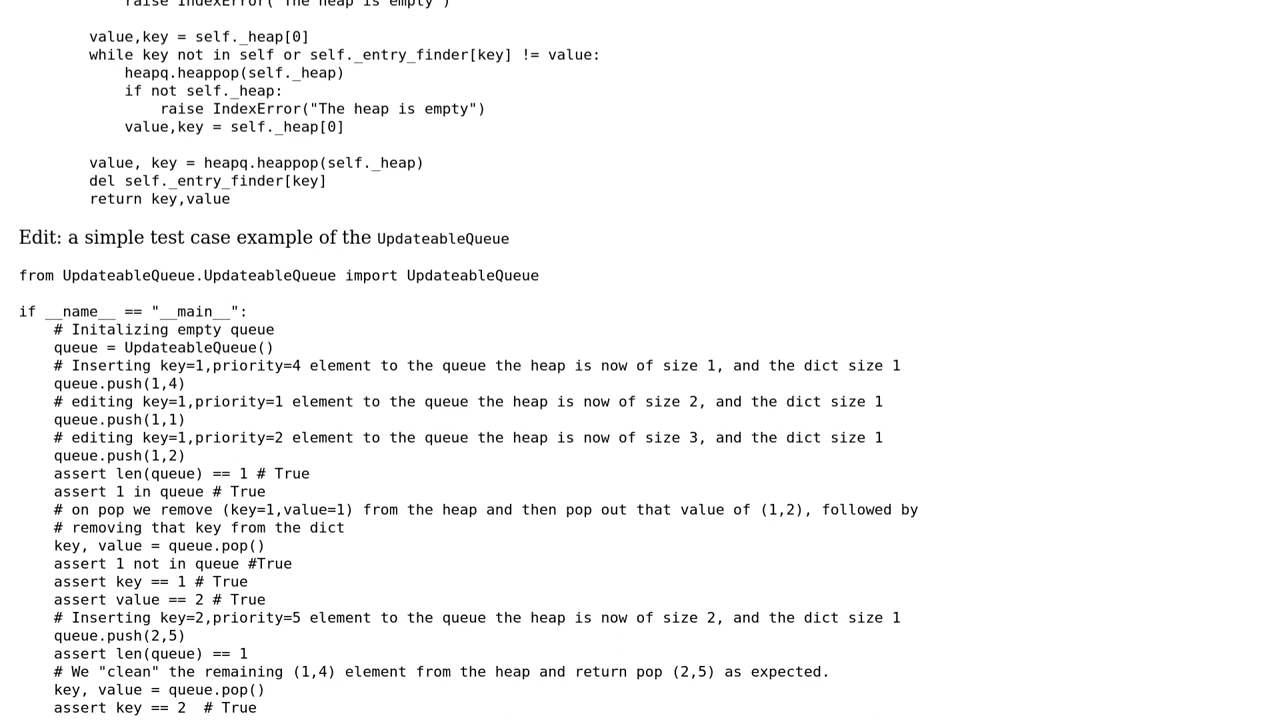 raise IndexError("The heap is empty")

        value,key = self._heap[0]
        while key not in self or self._entry_finder[key] != value:
            heapq.heappop(self._heap)
            if not self._heap:
                raise IndexError("The heap is empty")
            value,key = self._heap[0]

        value, key = heapq.heappop(self._heap)
        del self._entry_finder[key]
        return key,value

Edit: a simple test case example of the UpdateableQueue

from UpdateableQueue.UpdateableQueue import UpdateableQueue

if __name__ == "__main__":
    # Initalizing empty queue
    queue = UpdateableQueue()
    # Inserting key=1,priority=4 element to the queue the heap is now of size 1, and the dict size 1
    queue.push(1,4)
    # editing key=1,priority=1 element to the queue the heap is now of size 2, and the dict size 1
    queue.push(1,1)
    # editing key=1,priority=2 element to the queue the heap is now of size 3, and the dict size 1
    queue.push(1,2)
    assert len(queue) == 1 # True
    assert 1 in queue # True
    # on pop we remove (key=1,value=1) from the heap and then pop out that value of (1,2), followed by
    # removing that key from the dict
    key, value = queue.pop()
    assert 1 not in queue #True
    assert key == 1 # True
    assert value == 2 # True
    # Inserting key=2,priority=5 element to the queue the heap is now of size 2, and the dict size 1
    queue.push(2,5)
    assert len(queue) == 1
    # We "clean" the remaining (1,4) element from the heap and return pop (2,5) as expected.
    key, value = queue.pop()
    assert key == 2  # True